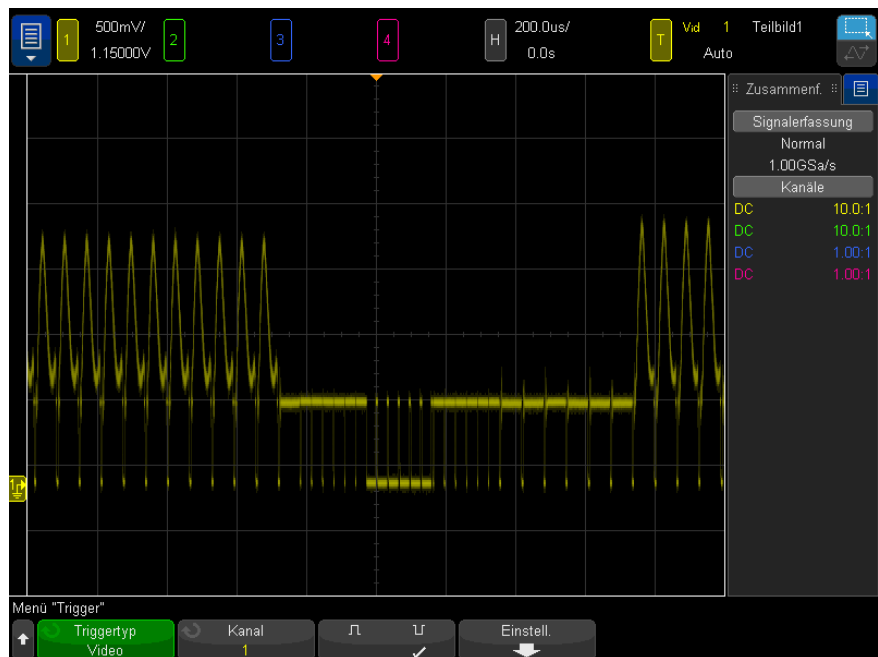 1 500mV/ 2 3 4 H 200.0us/ T Vid 1 Teilbild1
1.15000V 0.0s Auto
Zusammenf.
Signalerfassung
Normal
1.00GSa/s
Kanäle
DC 10.0:1
DC 10.0:1
DC 1.00:1
DC 1.00:1
1
Menü "Trigger"
Triggertyp Kanal Einstell.
Video 1